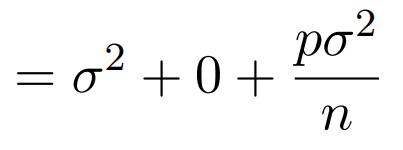 = σ² + 0 + pσ²/n